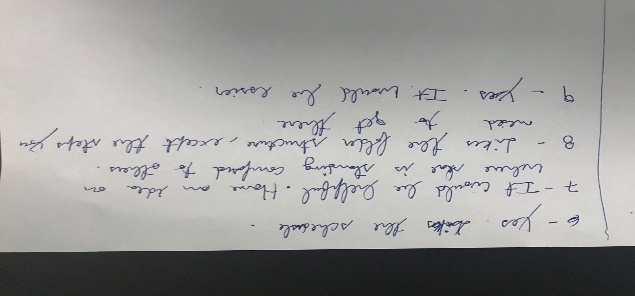 6 - Yes. likes the schedule.
7 - It would be helpful. Have an idea on
where she is standing compared to others.
8 - Likes the folder structure, except the steps you
need to get there
9 - Yes. It would be easier.